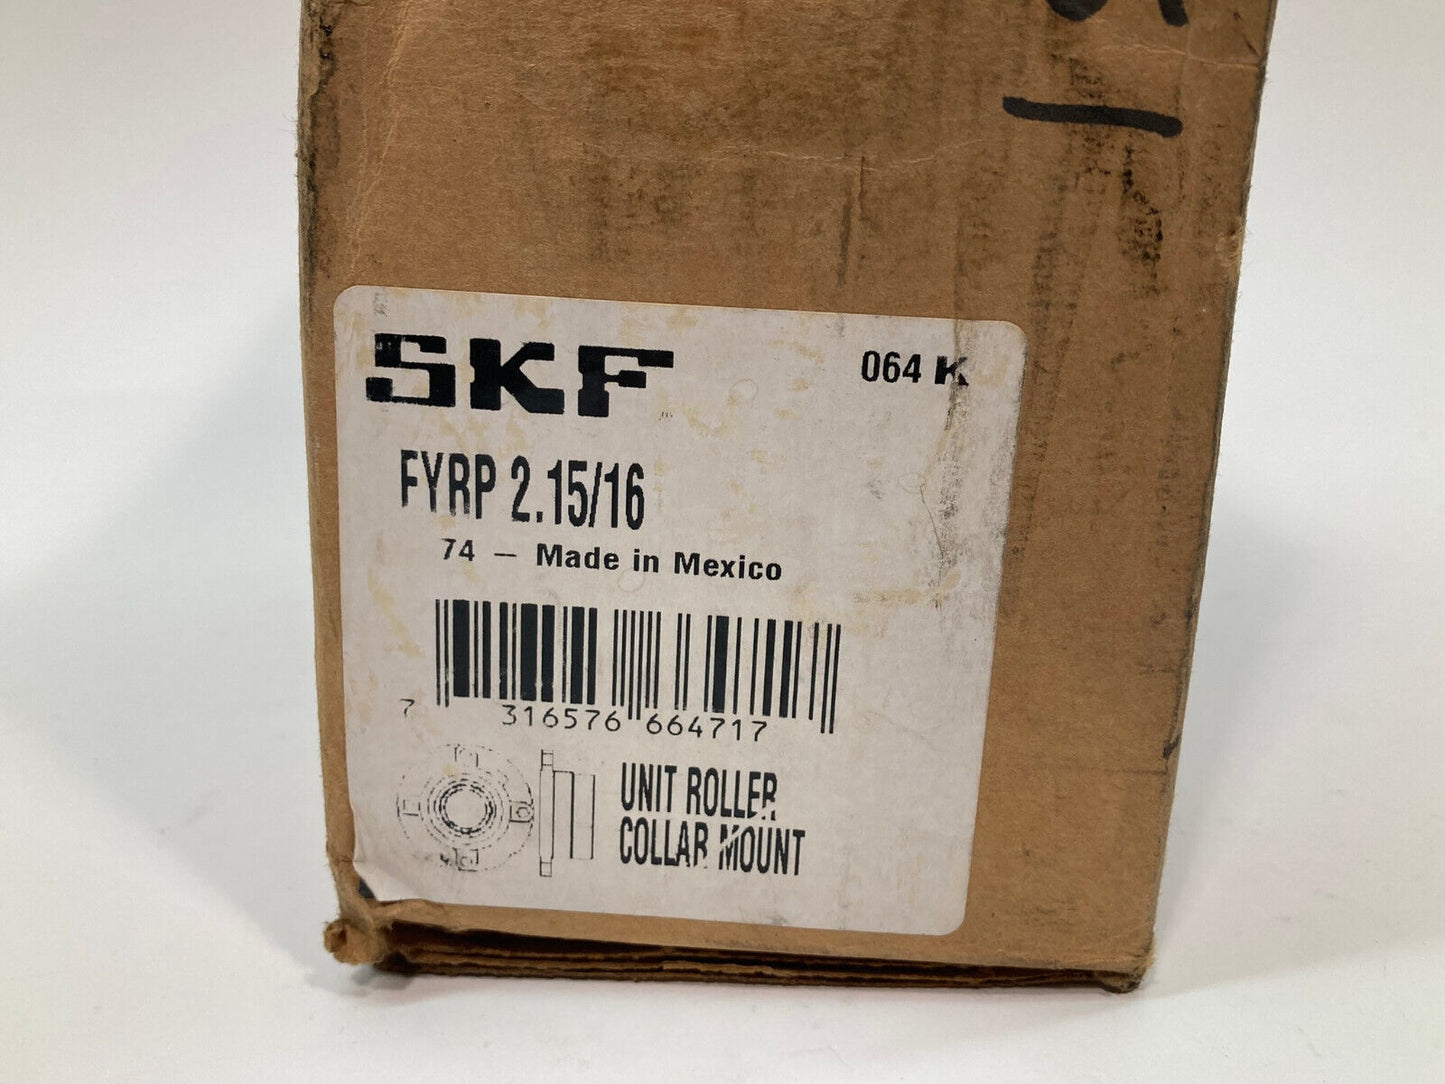 SKF
064 K
FYRP 2.15/16
74 — Made in Mexico
7 316576 664717
UNIT ROLLER
COLLAR MOUNT